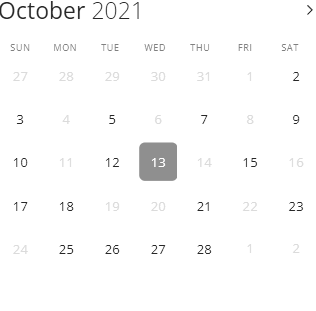 October 2021
SUN MON TUE WED THU FRI SAT
27 28 29 30 31 1 2
3 4 5 6 7 8 9
10 11 12 13 14 15 16
17 18 19 20 21 22 23
24 25 26 27 28 1 2